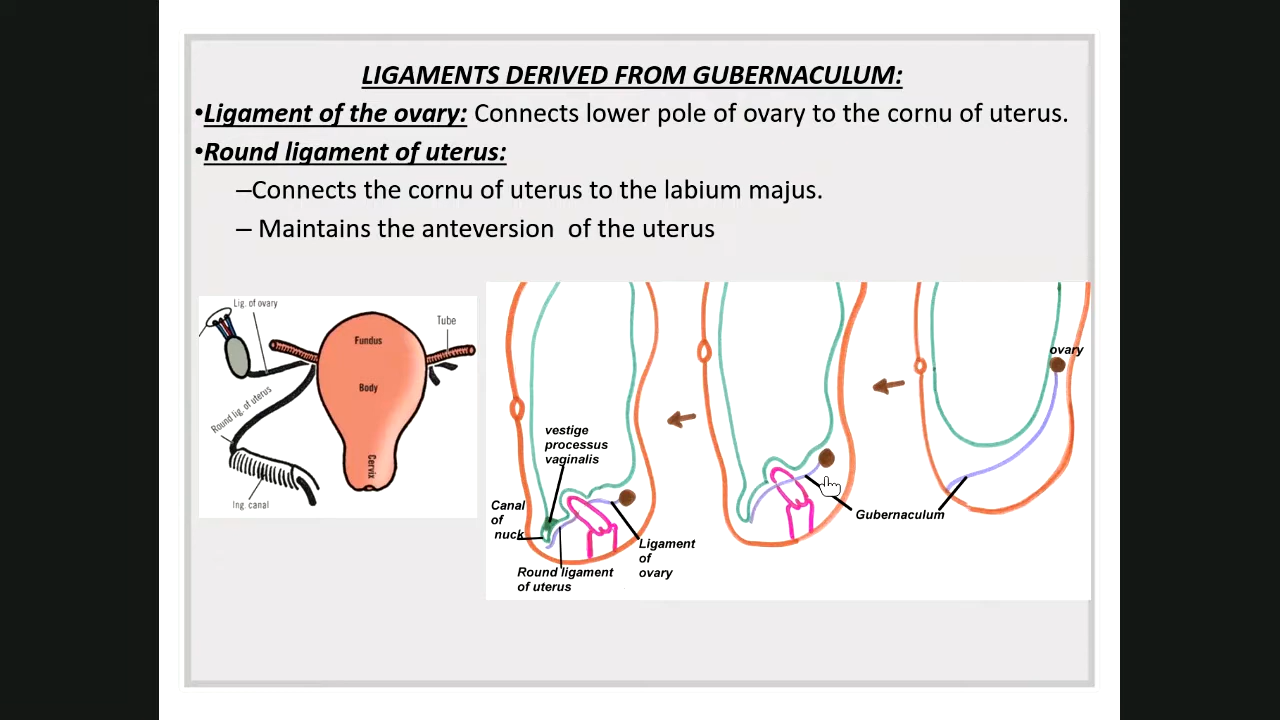 LIGAMENTS DERIVED FROM GUBERNACULUM:
•Ligament of the ovary: Connects lower pole of ovary to the cornu of uterus.
•Round ligament of uterus:
–Connects the cornu of uterus to the labium majus.
– Maintains the anteversion of the uterus
Lig. of ovary
Tube
Fundus
Body
Round lig. of uterus
Cervix
Ing. canal
vestige
processus
vaginalis
Canal
of
nuck
Round ligament
of uterus
Ligament
of
ovary
Gubernaculum
ovary